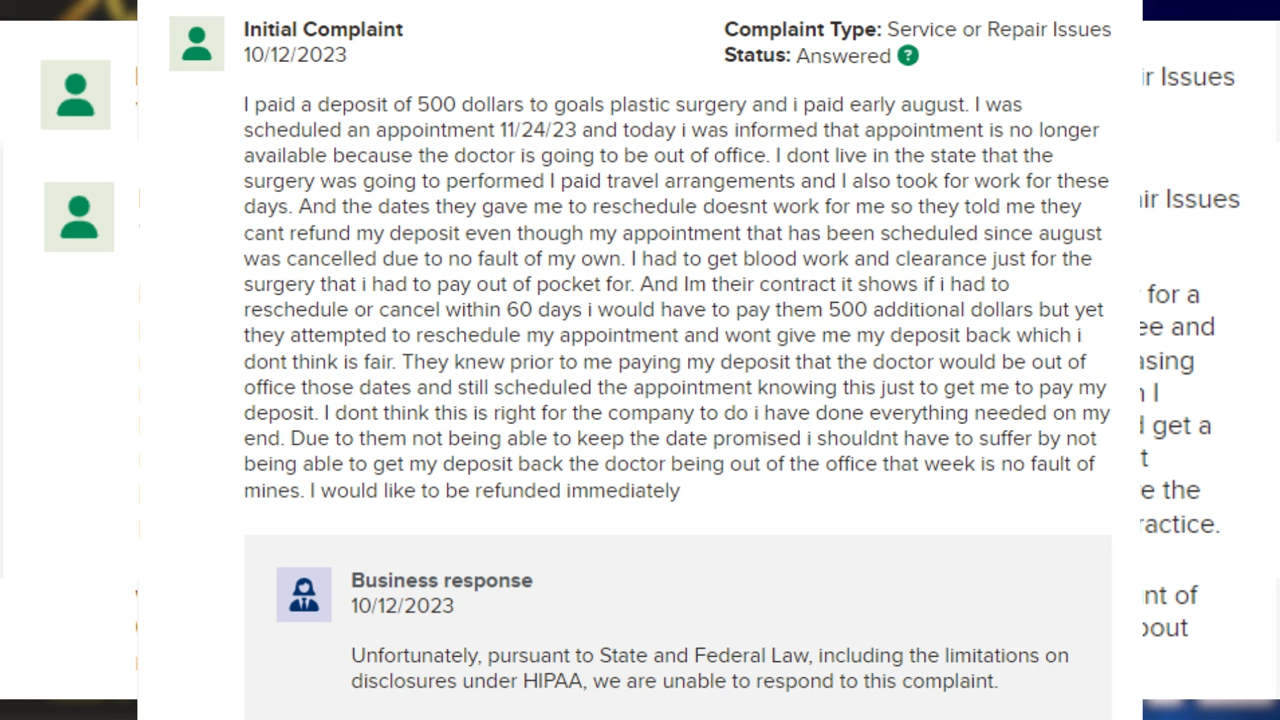 Initial Complaint
10/12/2023
Complaint Type: Service or Repair Issues
Status: Answered ?
I paid a deposit of 500 dollars to goals plastic surgery and i paid early august. I was
scheduled an appointment 11/24/23 and today i was informed that appointment is no longer
available because the doctor is going to be out of office. I dont live in the state that the
surgery was going to performed I paid travel arrangements and I also took for work for these
days. And the dates they gave me to reschedule doesnt work for me so they told me they
cant refund my deposit even though my appointment that has been scheduled since august
was cancelled due to no fault of my own. I had to get blood work and clearance just for the
surgery that i had to pay out of pocket for. And Im their contract it shows if i had to
reschedule or cancel within 60 days i would have to pay them 500 additional dollars but yet
they attempted to reschedule my appointment and wont give me my deposit back which i
dont think is fair. They knew prior to me paying my deposit that the doctor would be out of
office those dates and still scheduled the appointment knowing this just to get me to pay my
deposit. I dont think this is right for the company to do i have done everything needed on my
end. Due to them not being able to keep the date promised i shouldnt have to suffer by not
being able to get my deposit back the doctor being out of the office that week is no fault of
mines. I would like to be refunded immediately
Business response
10/12/2023
Unfortunately, pursuant to State and Federal Law, including the limitations on
disclosures under HIPAA, we are unable to respond to this complaint.
ir Issues
Issues
for a
and
I
get a
the
of